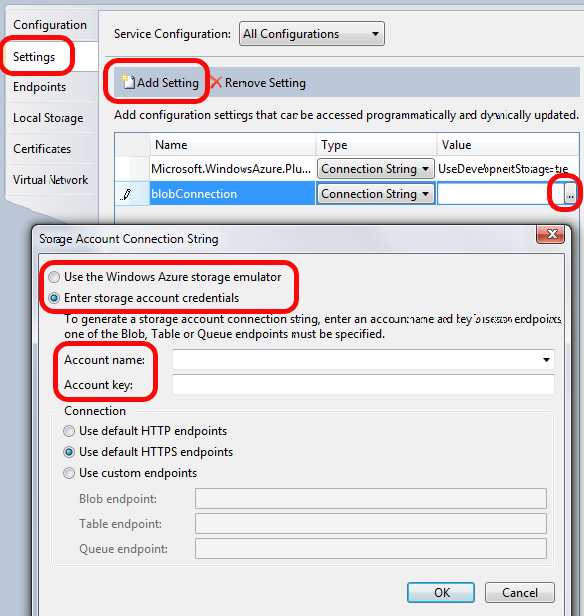 Configuration
Service Configuration: All Configurations
Settings
Add Setting Remove Setting
Endpoints
Local Storage
Add configuration settings that can be accessed programmatically and dynamically updated.
Certificates
Name Type Value
Virtual Network
Microsoft.WindowsAzure.Plu... Connection String UseDevelopmentStorage=true
blobConnection Connection String ..
Storage Account Connection String
Use the Windows Azure storage emulator
Enter storage account credentials
To generate a storage account connection string, enter an account name and key endpoints,
one of the Blob, Table or Queue endpoints must be specified.
Account name:
Account key:
Connection
Use default HTTP endpoints
Use default HTTPS endpoints
Use custom endpoints
Blob endpoint:
Table endpoint:
Queue endpoint:
OK Cancel